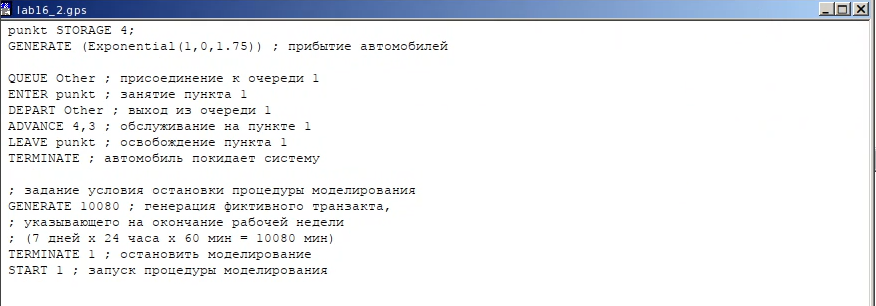 lab16_2.gps
punkt STORAGE 4;
GENERATE (Exponential(1,0,1.75)) ; прибытие автомобилей
QUEUE Other ; присоединение к очереди 1
ENTER punkt ; занятие пункта 1
DEPART Other ; выход из очереди 1
ADVANCE 4,3 ; обслуживание на пункте 1
LEAVE punkt ; освобождение пункта 1
TERMINATE ; автомобиль покидает систему
; задание условия остановки процедуры моделирования
GENERATE 10080 ; генерация фиктивного транзакта,
; указывающего на окончание рабочей недели
; (7 дней x 24 часа x 60 мин = 10080 мин)
TERMINATE 1 ; остановить моделирование
START 1 ; запуск процедуры моделирования